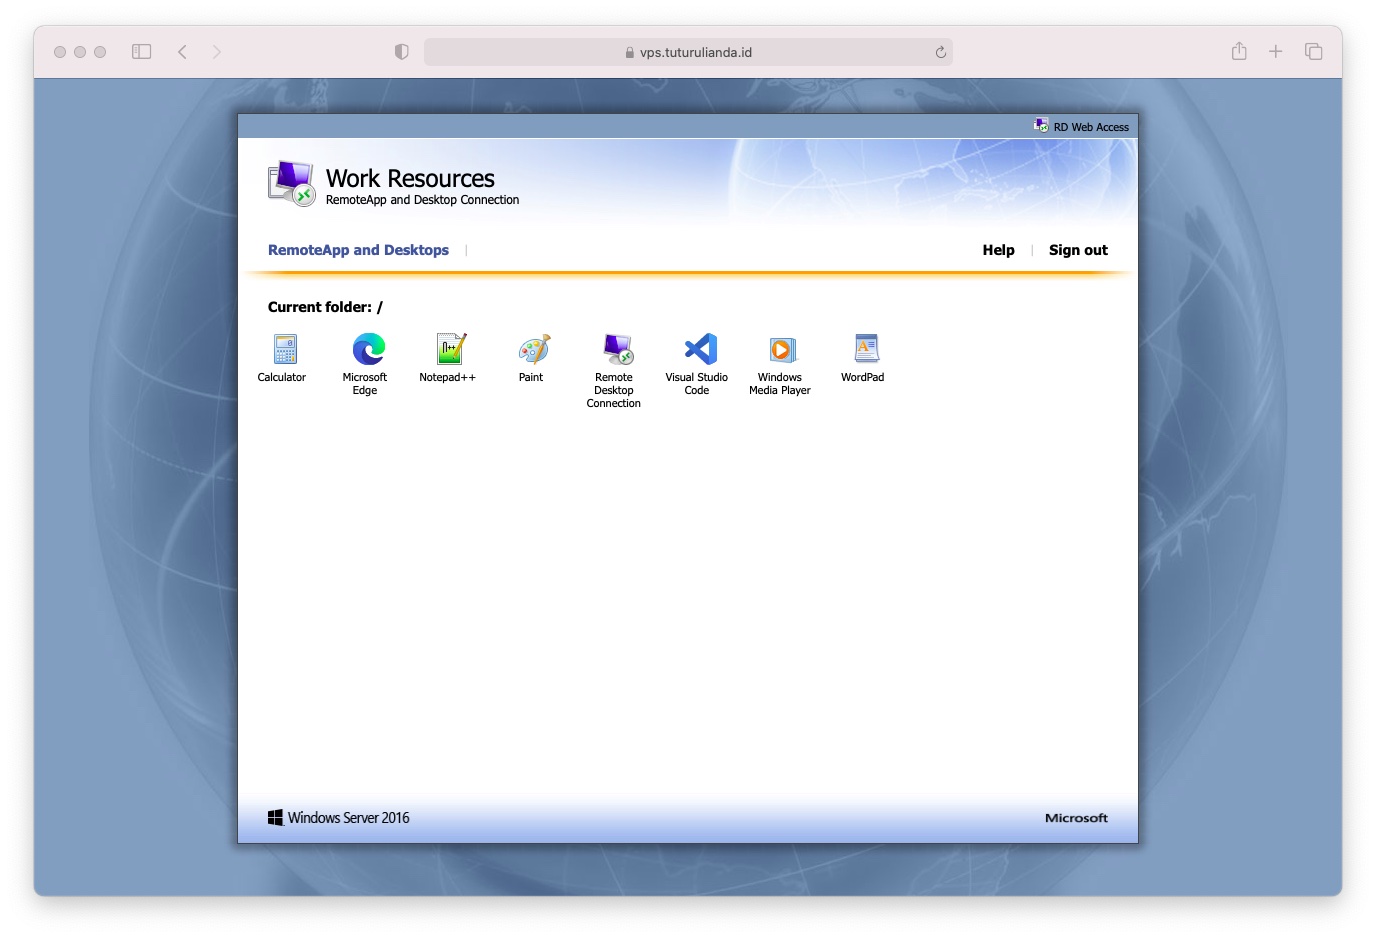 vps.tuturulianda.id
RD Web Access
Work Resources
RemoteApp and Desktop Connection
RemoteApp and Desktops
Help
Sign out
Current folder: /
Calculator
Microsoft
Edge
Notepad++
Paint
Remote
Desktop
Connection
Visual Studio
Code
Windows
Media Player
WordPad
Windows Server 2016
Microsoft